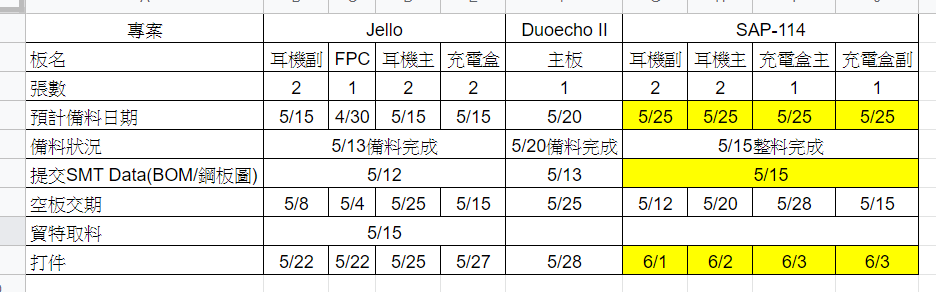 專案 Jello Duoecho II SAP-114
板名 耳機副 FPC 耳機主 充電盒 主板 耳機副 耳機主 充電盒主 充電盒副
張數 2 1 2 2 1 2 2 1 1
預計備料日期 5/15 4/30 5/15 5/15 5/20 5/25 5/25 5/25 5/25
備料狀況 5/13備料完成 5/20備料完成 5/15整料完成
提交SMT Data(BOM/鋼板圖) 5/12 5/13 5/15
空板交期 5/8 5/4 5/25 5/15 5/25 5/12 5/20 5/28 5/15
貿特取料 5/15
打件 5/22 5/22 5/25 5/27 5/28 6/1 6/2 6/3 6/3